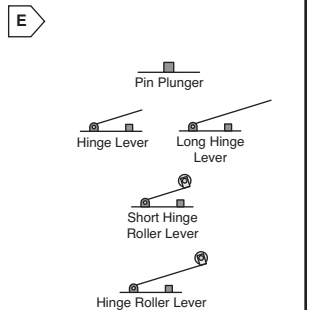 E
Pin Plunger
Hinge Lever
Long Hinge
Lever
Short Hinge
Roller Lever
Hinge Roller Lever